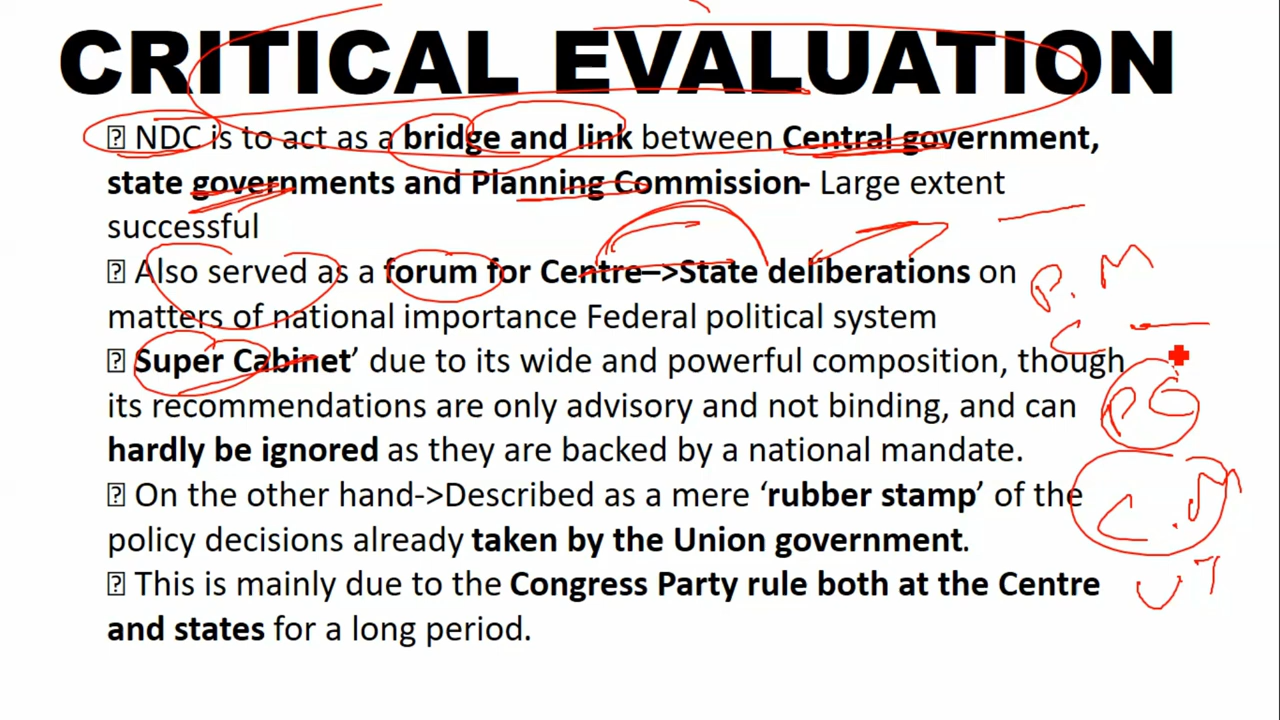 CRITICAL EVALUATION
NDC is to act as a bridge and link between Central government,
state governments and Planning Commission- Large extent
successful
Also served as a forum for Centre–>State deliberations on
matters of national importance Federal political system
Super Cabinet’ due to its wide and powerful composition, though
its recommendations are only advisory and not binding, and can
hardly be ignored as they are backed by a national mandate.
On the other hand->Described as a mere ‘rubber stamp’ of the
policy decisions already taken by the Union government.
This is mainly due to the Congress Party rule both at the Centre
and states for a long period.
P.M
C
PC
C.M
UT